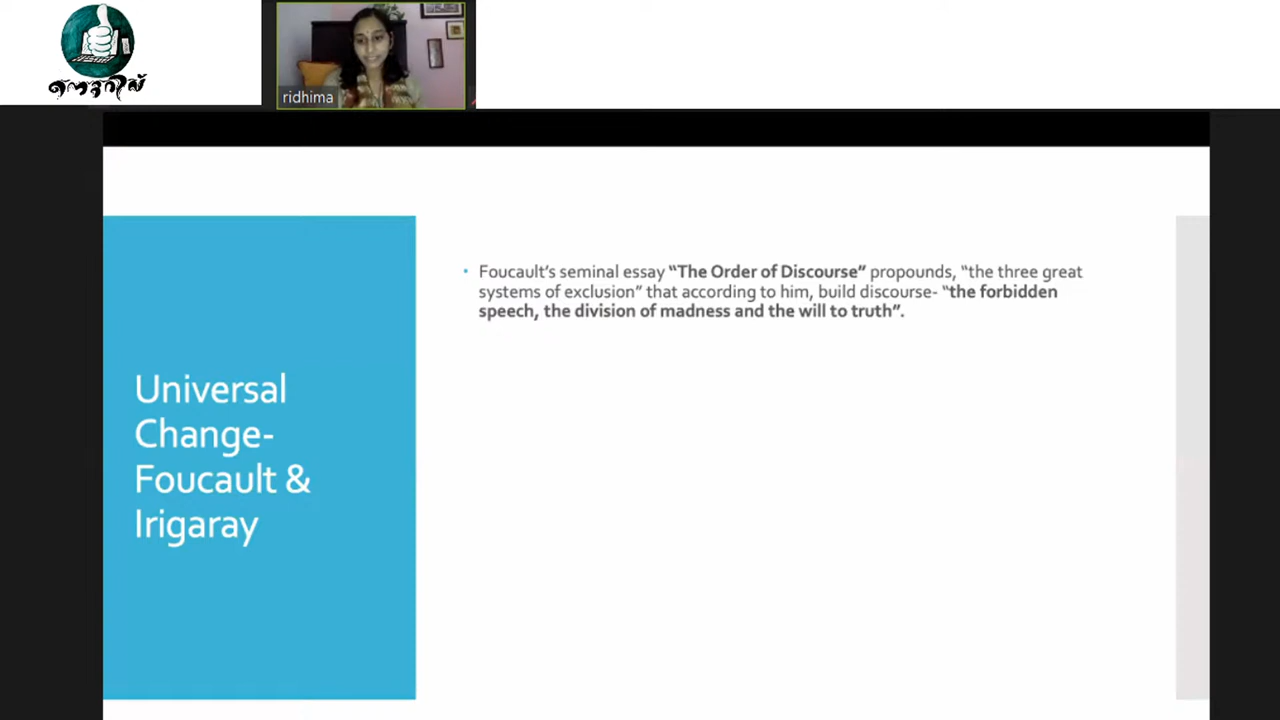 ridhima
Universal
Change-
Foucault &
Irigaray
• Foucault's seminal essay “The Order of Discourse” propounds, “the three great
systems of exclusion” that according to him, build discourse- “the forbidden
speech, the division of madness and the will to truth”.